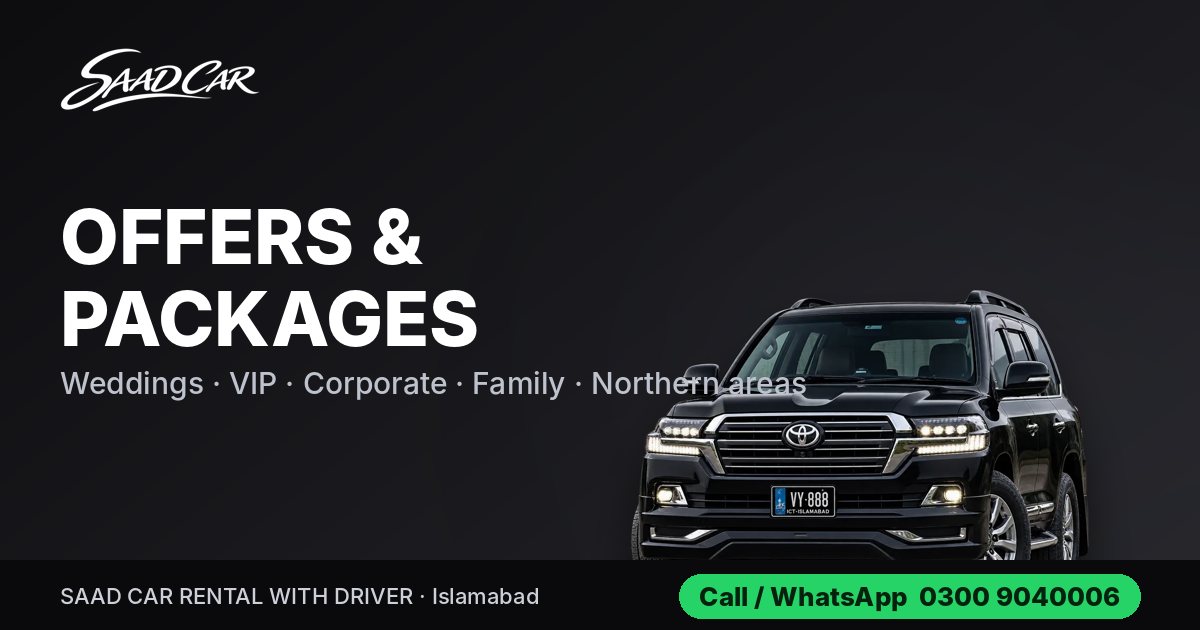 SAAD CAR
OFFERS &
PACKAGES
Weddings · VIP · Corporate · Family · Northern areas
VY-888
ICT-ISLAMABAD
SAAD CAR RENTAL WITH DRIVER · Islamabad
Call / WhatsApp 0300 9040006